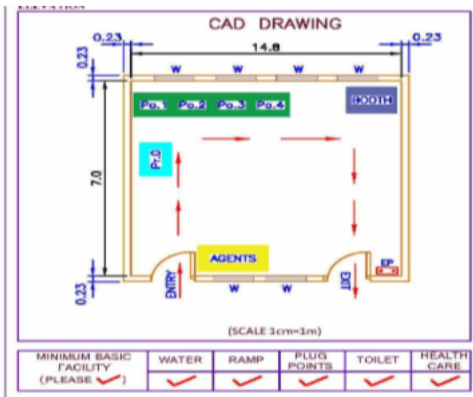 ELEVATION
CAD DRAWING
0.23 14.8 0.23
0.23
W W W W
Po.1 Po.2 Po.3 Po.4 BOOTH
Pr.0
7.0
AGENTS
EP
ENTRY EXIT
0.23
W W
(SCALE 1cm=1m)
MINIMUM BASIC FACILITY (PLEASE ✓) WATER RAMP PLUG POINTS TOILET HEALTH CARE
✓ ✓ ✓ ✓ ✓